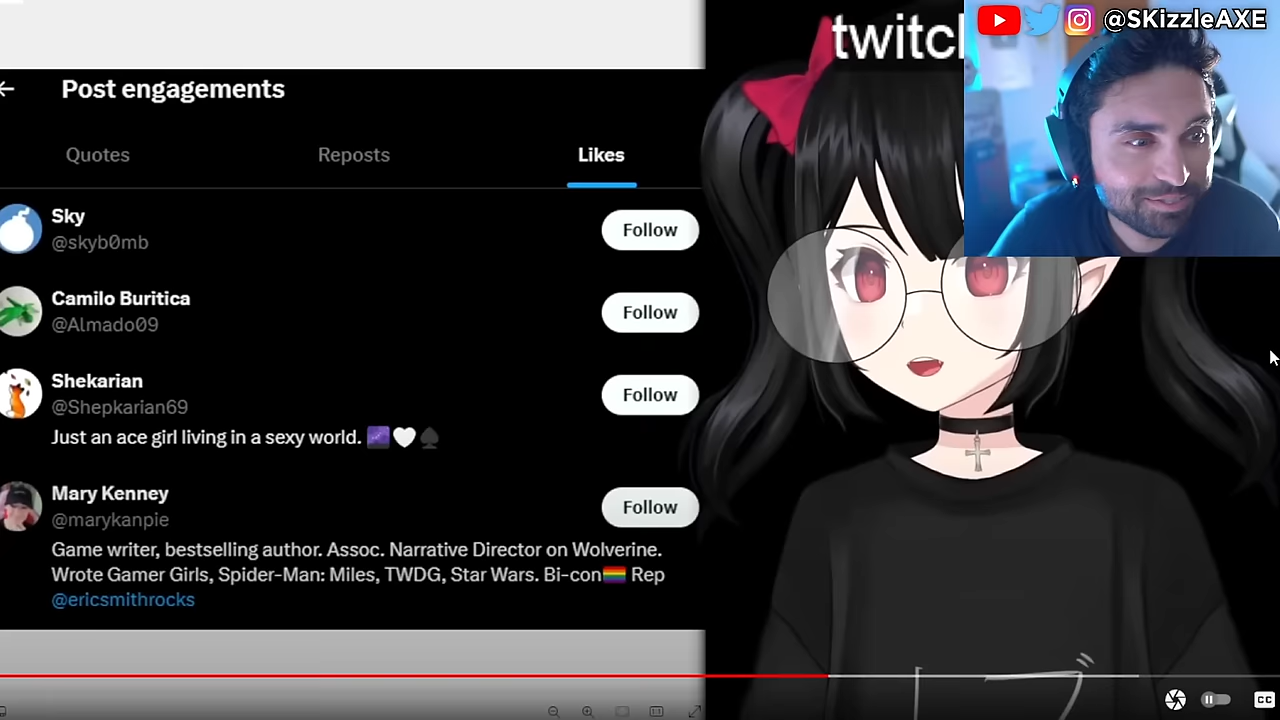 twitch
@SKizzleAXE
Post engagements
Quotes
Reposts
Likes
Sky
@skyb0mb
Follow
Camilo Buritica
@Almado09
Follow
Shekarian
@Shepkarian69
Just an ace girl living in a sexy world.
Follow
Mary Kenney
@marykanpie
Game writer, bestselling author. Assoc. Narrative Director on Wolverine.
Wrote Gamer Girls, Spider-Man: Miles, TWDG, Star Wars. Bi-con Rep
@ericsmithrocks
Follow
CC